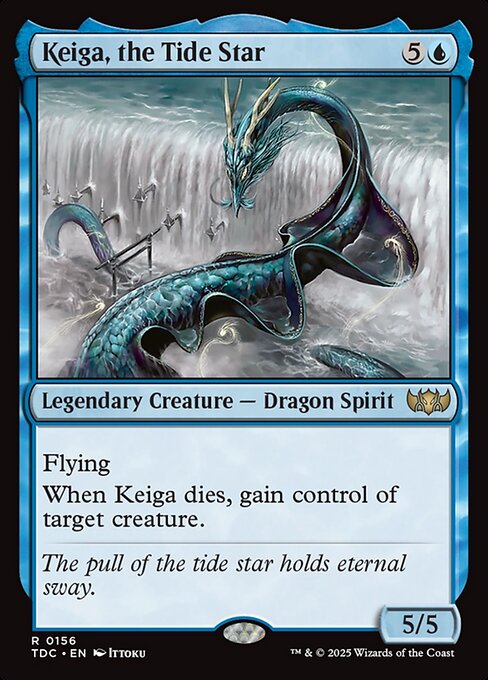 Keiga, the Tide Star 5
Legendary Creature — Dragon Spirit
Flying
When Keiga dies, gain control of
target creature.
The pull of the tide star holds eternal
sway.
5/5
R 0156
TDC • EN ITTOKU
™ & © 2025 Wizards of the Coast